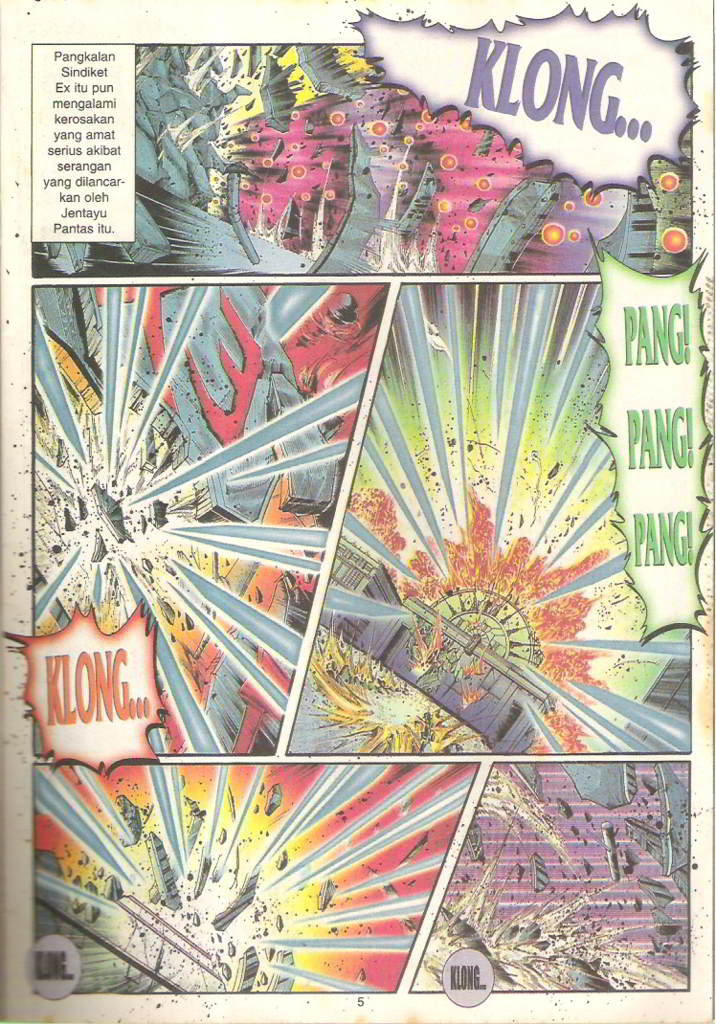 Pangkalan
Sindiket
Ex itu pun
mengalami
kerosakan
yang amat
serius akibat
serangan
yang dilancar-
kan oleh
Jentayu
Pantas itu.
KLONG...
PANG!
PANG!
PANG!
KLONG...
KLONG...
KLONG...
5